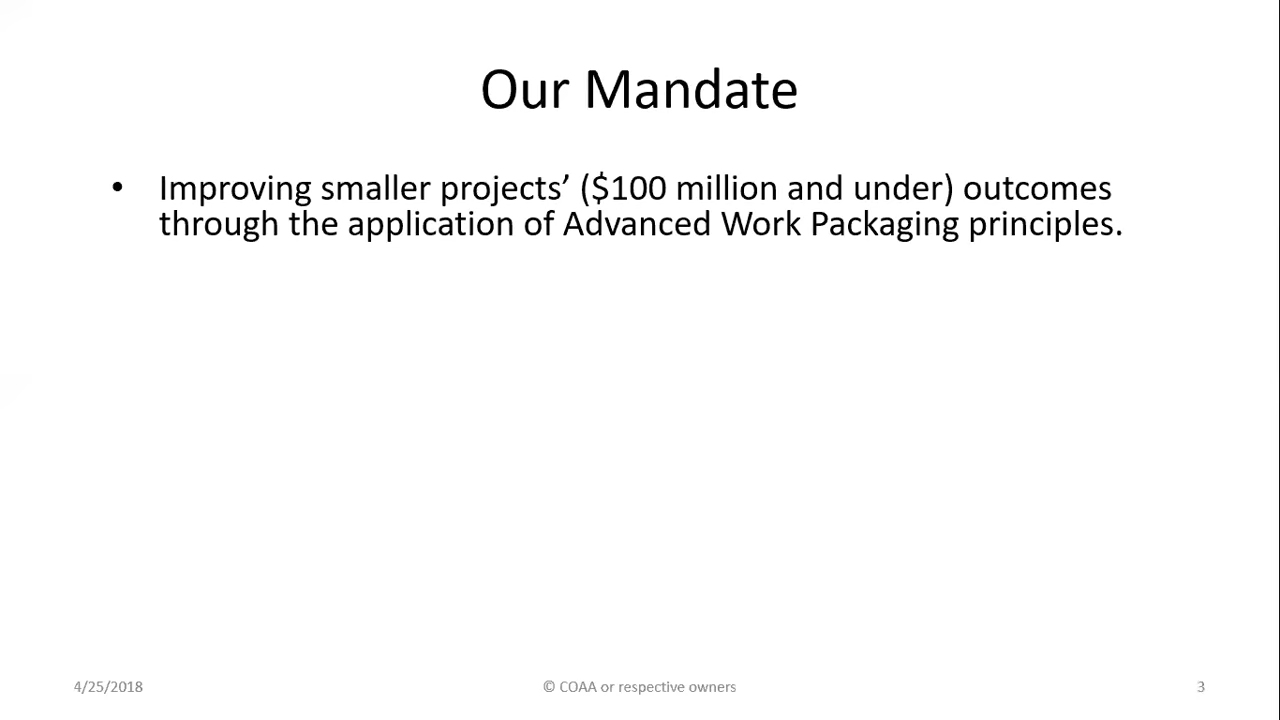 Our Mandate
• Improving smaller projects’ ($100 million and under) outcomes
through the application of Advanced Work Packaging principles.
4/25/2018
© COAA or respective owners
3